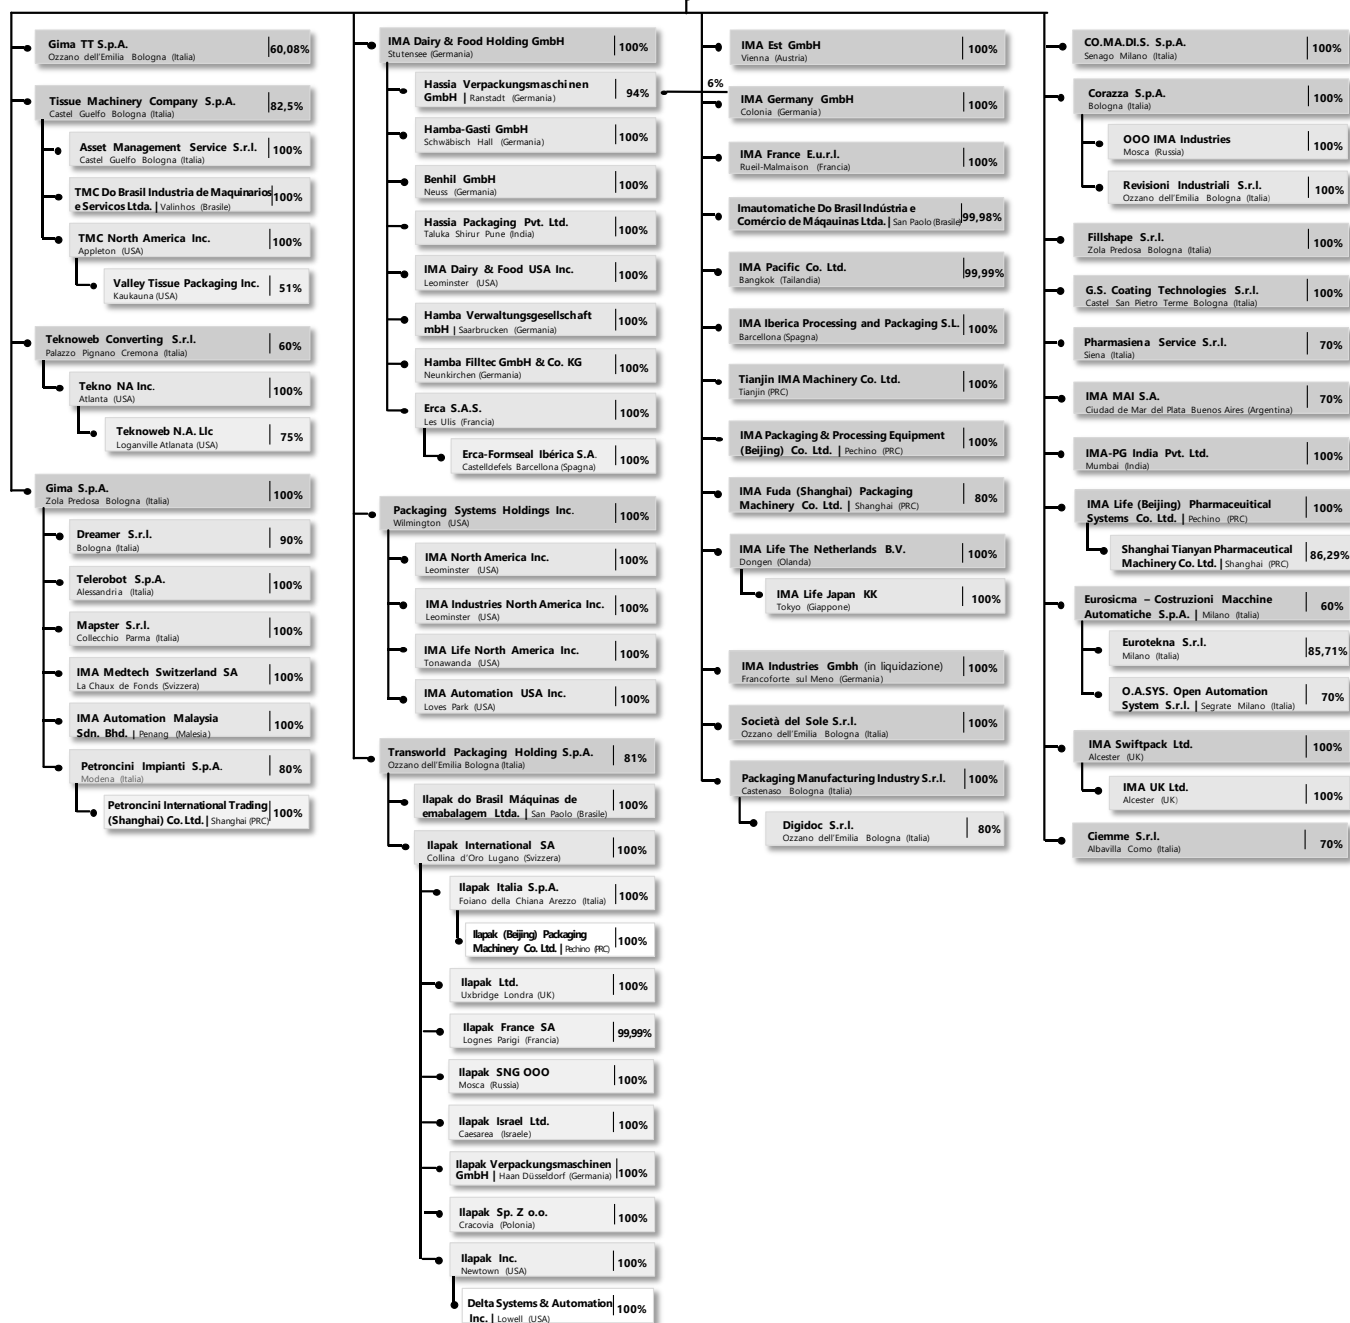 Gima TT S.p.A.
60,08%
Ozzano dell'Emilia Bologna (Italia)
Tissue Machinery Company S.p.A.
82,5%
Castel Guelfo Bologna (Italia)
Asset Management Service S.r.l.
100%
Castel Guelfo Bologna (Italia)
TMC Do Brasil Industria de Maquinarios
e Servicos Ltda. | Valinhos (Brasile)
100%
TMC North America Inc.
100%
Appleton (USA)
Valley Tissue Packaging Inc.
51%
Kaukauna (USA)
Teknoweb Converting S.r.l.
60%
Palazzo Pignano Cremona (Italia)
Tekno NA Inc.
100%
Atlanta (USA)
Teknoweb N.A. Llc
75%
Loganville Atlanata (USA)
Gima S.p.A.
100%
Zola Predosa Bologna (Italia)
Dreamer S.r.l.
90%
Bologna (Italia)
Telerobot S.p.A.
100%
Alessandria (Italia)
Mapster S.r.l.
100%
Collecchio Parma (Italia)
IMA Medtech Switzerland SA
100%
La Chaux de Fonds (Svizzera)
IMA Automation Malaysia
Sdn. Bhd. | Penang (Malesia)
100%
Petroncini Impianti S.p.A.
80%
Modena (Italia)
Petroncini International Trading
(Shanghai) Co. Ltd. | Shanghai (PRC)
100%
IMA Dairy & Food Holding GmbH
100%
Stutensee (Germania)
Hassia Verpackungsmaschinen
GmbH | Ranstadt (Germania)
94%
6%
Hamba-Gasti GmbH
100%
Schwäbisch Hall (Germania)
Benhil GmbH
100%
Neuss (Germania)
Hassia Packaging Pvt. Ltd.
100%
Taluka Shirur Pune (India)
IMA Dairy & Food USA Inc.
100%
Leominster (USA)
Hamba Verwaltungsgesellschaft
mbH | Saarbrucken (Germania)
100%
Hamba Filltec GmbH & Co. KG
100%
Neunkirchen (Germania)
Erca S.A.S.
100%
Les Ulis (Francia)
Erca-Formseal Ibérica S.A.
100%
Castelldefels Barcellona (Spagna)
Packaging Systems Holdings Inc.
100%
Wilmington (USA)
IMA North America Inc.
100%
Leominster (USA)
IMA Industries North America Inc.
100%
Leominster (USA)
IMA Life North America Inc.
100%
Tonawanda (USA)
IMA Automation USA Inc.
100%
Loves Park (USA)
Transworld Packaging Holding S.p.A.
81%
Ozzano dell'Emilia Bologna (Italia)
Ilapak do Brasil Máquinas de
emabalagem Ltda. | San Paolo (Brasile)
100%
Ilapak International SA
100%
Collina d'Oro Lugano (Svizzera)
Ilapak Italia S.p.A.
100%
Foiano della Chiana Arezzo (Italia)
Ilapak (Beijing) Packaging
Machinery Co. Ltd. | Pechino (PRC)
100%
Ilapak Ltd.
100%
Uxbridge Londra (UK)
Ilapak France SA
99,99%
Lognes Parigi (Francia)
Ilapak SNG OOO
100%
Mosca (Russia)
Ilapak Israel Ltd.
100%
Caesarea (Israele)
Ilapak Verpackungsmaschinen
GmbH | Haan Düsseldorf (Germania)
100%
Ilapak Sp. Z o.o.
100%
Cracovia (Polonia)
Ilapak Inc.
100%
Newtown (USA)
Delta Systems & Automation
Inc. | Lowell (USA)
100%
IMA Est GmbH
100%
Vienna (Austria)
IMA Germany GmbH
100%
Colonia (Germania)
IMA France E.u.r.l.
100%
Rueil-Malmaison (Francia)
Imautomatiche Do Brasil Indústria e
Comércio de Máqauinas Ltda. | San Paolo (Brasile)
99,98%
IMA Pacific Co. Ltd.
99,99%
Bangkok (Tailandia)
IMA Iberica Processing and Packaging S.L.
100%
Barcellona (Spagna)
Tianjin IMA Machinery Co. Ltd.
100%
Tianjin (PRC)
IMA Packaging & Processing Equipment
(Beijing) Co. Ltd. | Pechino (PRC)
100%
IMA Fuda (Shanghai) Packaging
Machinery Co. Ltd. | Shanghai (PRC)
80%
IMA Life The Netherlands B.V.
100%
Dongen (Olanda)
IMA Life Japan KK
100%
Tokyo (Giappone)
IMA Industries Gmbh (in liquidazione)
100%
Francoforte sul Meno (Germania)
Società del Sole S.r.l.
100%
Ozzano dell'Emilia Bologna (Italia)
Packaging Manufacturing Industry S.r.l.
100%
Castenaso Bologna (Italia)
Digidoc S.r.l.
80%
Ozzano dell'Emilia Bologna (Italia)
CO.MA.DI.S. S.p.A.
100%
Senago Milano (Italia)
Corazza S.p.A.
100%
Bologna (Italia)
OOO IMA Industries
100%
Mosca (Russia)
Revisioni Industriali S.r.l.
100%
Ozzano dell'Emilia Bologna (Italia)
Fillshape S.r.l.
100%
Zola Predosa Bologna (Italia)
G.S. Coating Technologies S.r.l.
100%
Castel San Pietro Terme Bologna (Italia)
Pharmasiena Service S.r.l.
70%
Siena (Italia)
IMA MAI S.A.
70%
Ciudad de Mar del Plata Buenos Aires (Argentina)
IMA-PG India Pvt. Ltd.
100%
Mumbai (India)
IMA Life (Beijing) Pharmaceuitical
Systems Co. Ltd. | Pechino (PRC)
100%
Shanghai Tianyan Pharmaceutical
Machinery Co. Ltd. | Shanghai (PRC)
86,29%
Eurosicma – Costruzioni Macchine
Automatiche S.p.A. | Milano (Italia)
60%
Eurotekna S.r.l.
85,71%
Milano (Italia)
O.A.SYS. Open Automation
System S.r.l. | Segrate Milano (Italia)
70%
IMA Swiftpack Ltd.
100%
Alcester (UK)
IMA UK Ltd.
100%
Alcester (UK)
Ciemme S.r.l.
70%
Albavilla Como (Italia)